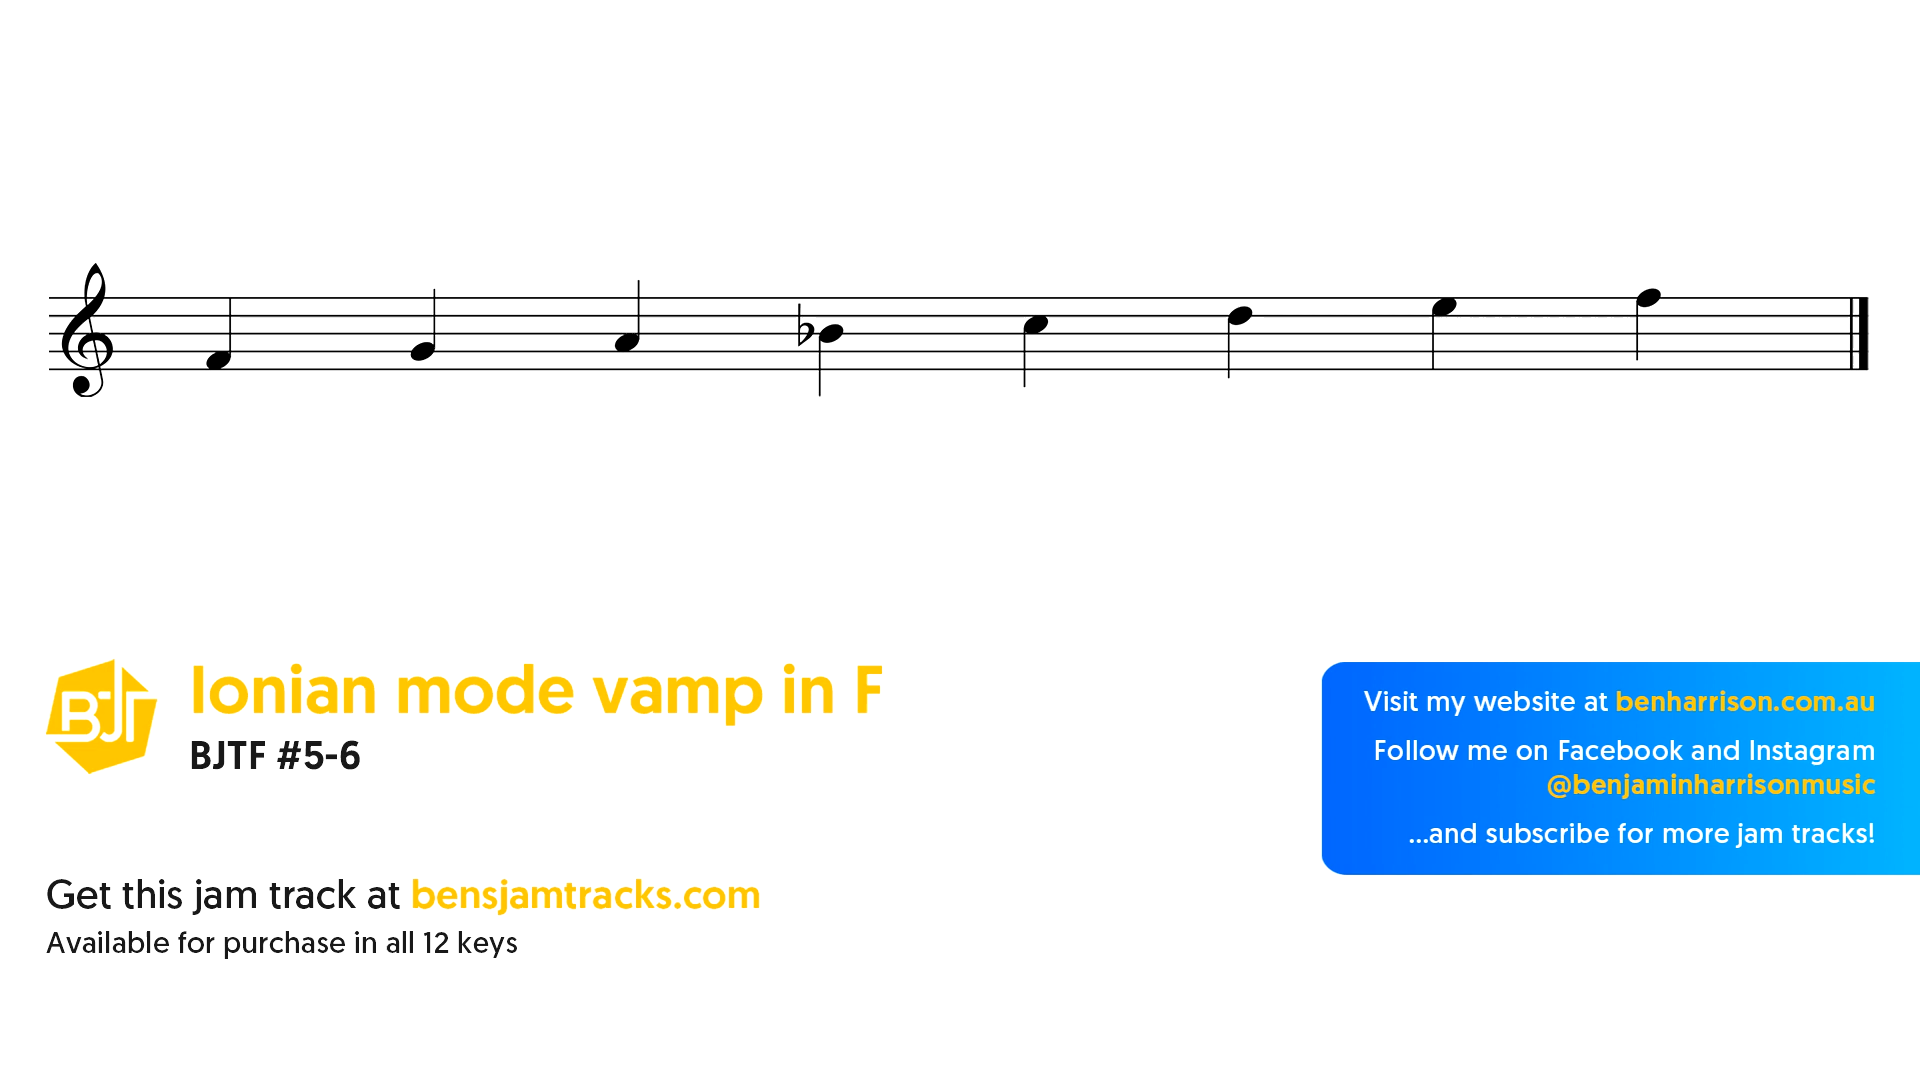 BJT
Ionian mode vamp in F
BJTF #5-6
Get this jam track at bensjamtracks.com
Available for purchase in all 12 keys
Visit my website at benharrison.com.au
Follow me on Facebook and Instagram
@benjaminharrisonmusic
...and subscribe for more jam tracks!